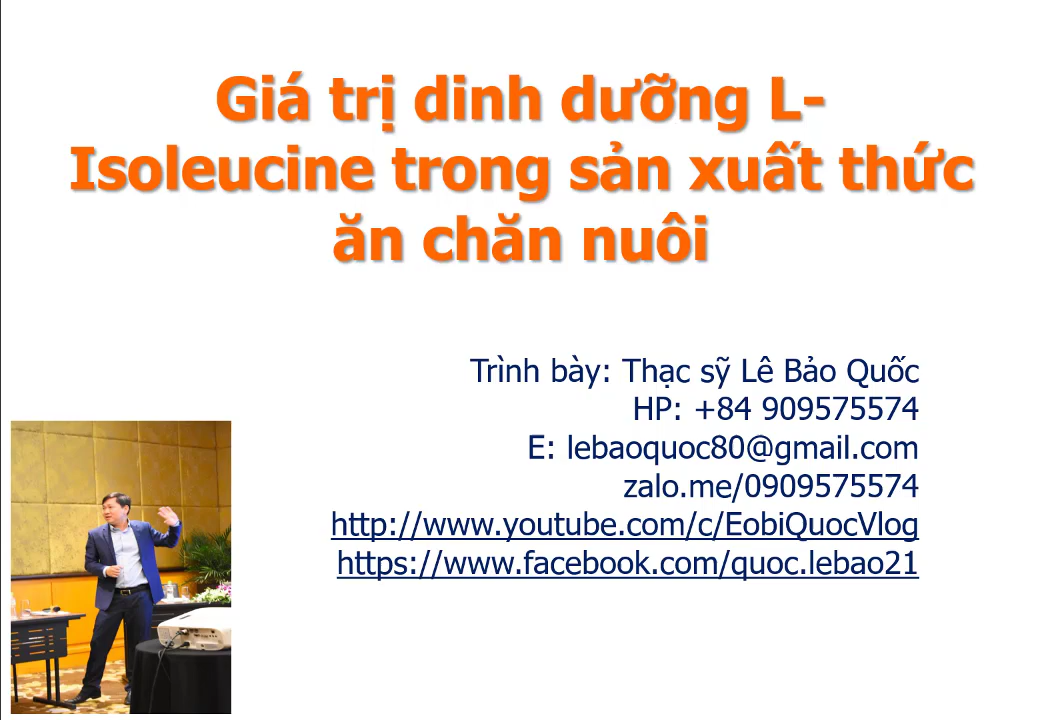 Giá trị dinh dưỡng L-
Isoleucine trong sản xuất thức
ăn chăn nuôi
Trình bày: Thạc sỹ Lê Bảo Quốc
HP: +84 909575574
E: lebaoquoc80@gmail.com
zalo.me/0909575574
http://www.youtube.com/c/EobiQuocVlog
https://www.facebook.com/quoc.lebao21